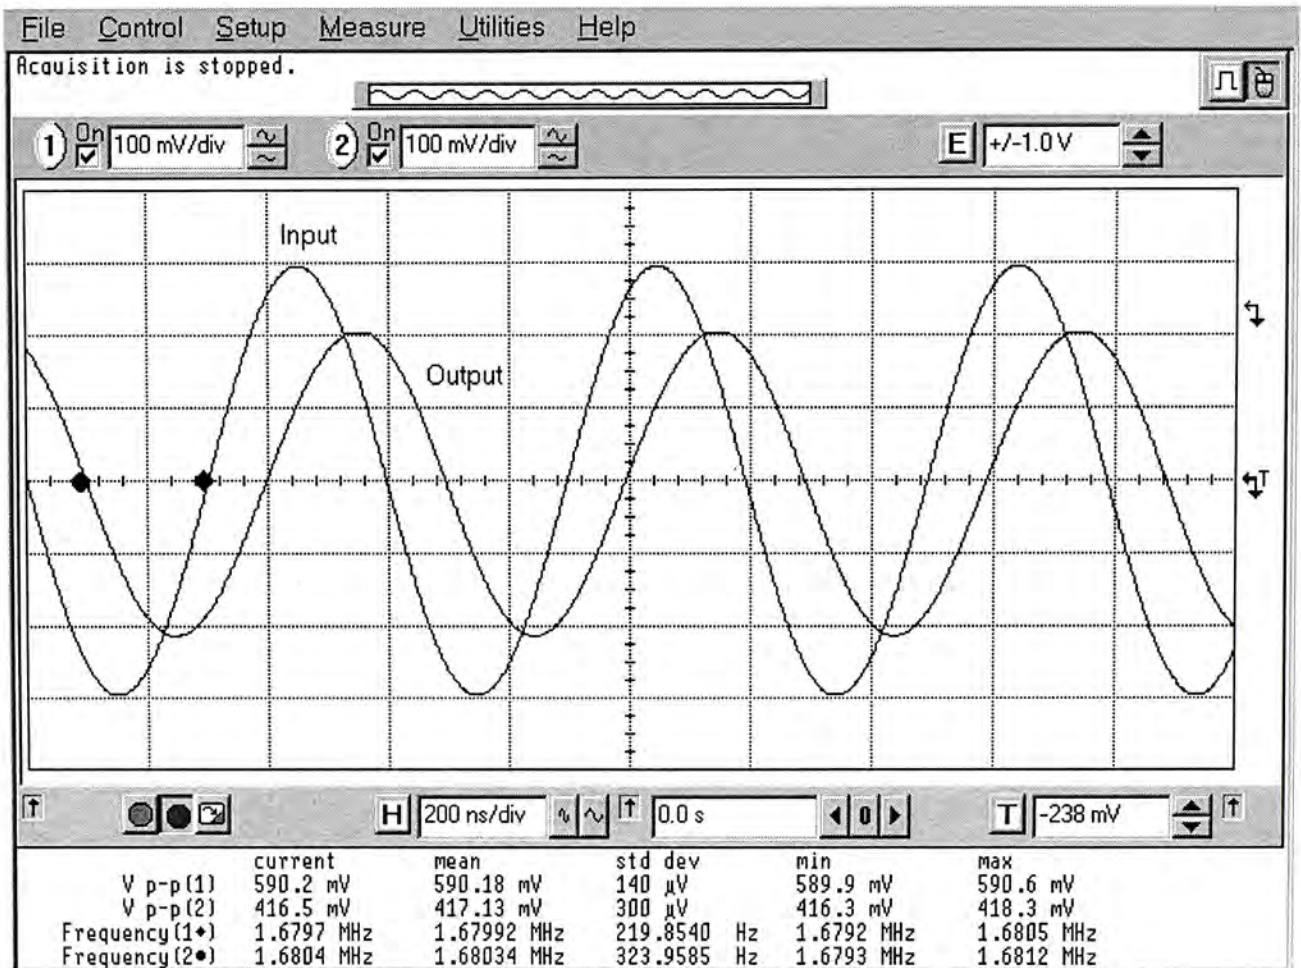 File Control Setup Measure Utilities Help
Acquisition is stopped.
1) On 100 mV/div 2) On 100 mV/div E +/-1.0 V
Input
Output
T
H 200 ns/div 0.0 s 0 T -238 mV
current mean std dev min max
V p-p(1) 590.2 mV 590.18 mV 140 µV 589.9 mV 590.6 mV
V p-p(2) 416.5 mV 417.13 mV 300 µV 416.3 mV 418.3 mV
Frequency(1◆) 1.6797 MHz 1.67992 MHz 219.8540 Hz 1.6792 MHz 1.6805 MHz
Frequency(2●) 1.6804 MHz 1.68034 MHz 323.9585 Hz 1.6793 MHz 1.6812 MHz